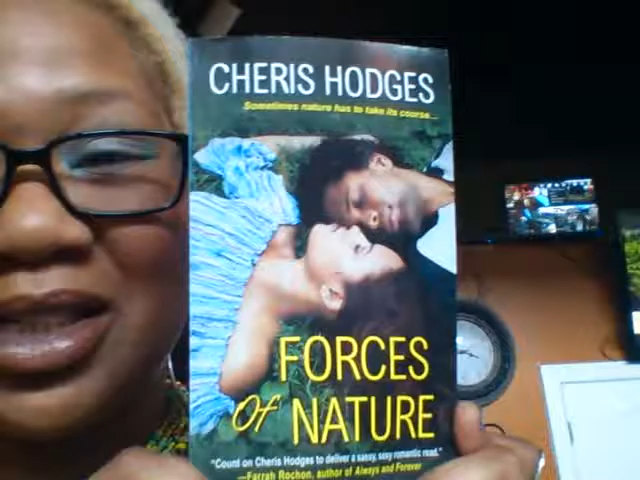 CHERIS HODGES
Sometimes nature has to take its course...
FORCES
Of NATURE
"Count on Cheris Hodges to deliver a sassy, sexy romantic read."
—Farrah Rochon, author of Always and Forever